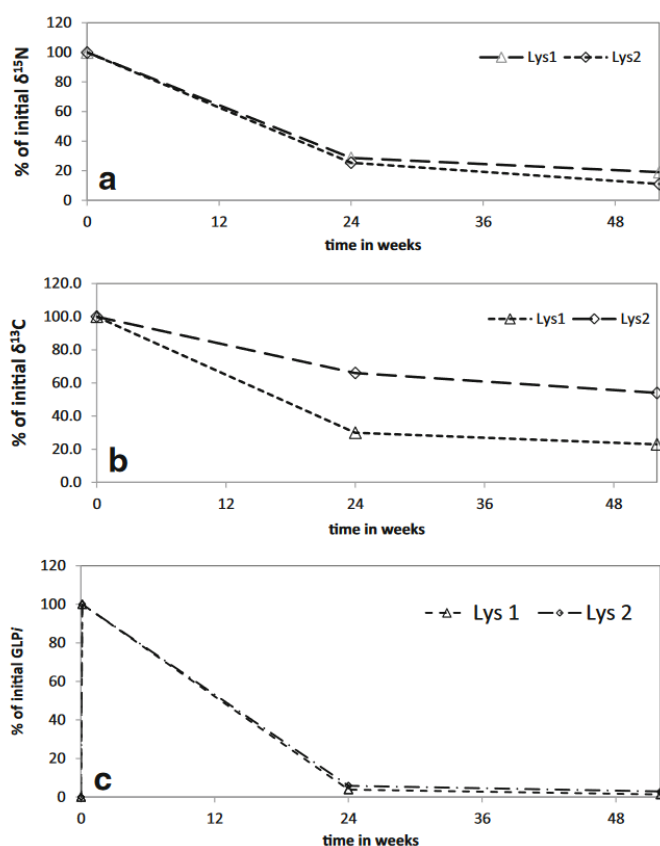 120
100
80
60
40
20
0
% of initial δ¹⁵N
Lys1 Lys2
a
0 12 24 36 48
time in weeks
120.0
100.0
80.0
60.0
40.0
20.0
0.0
% of initial δ¹³C
Lys1 Lys2
b
0 12 24 36 48
time in weeks
120
100
80
60
40
20
0
% of initial GLPi
Lys 1 Lys 2
c
0 12 24 36 48
time in weeks